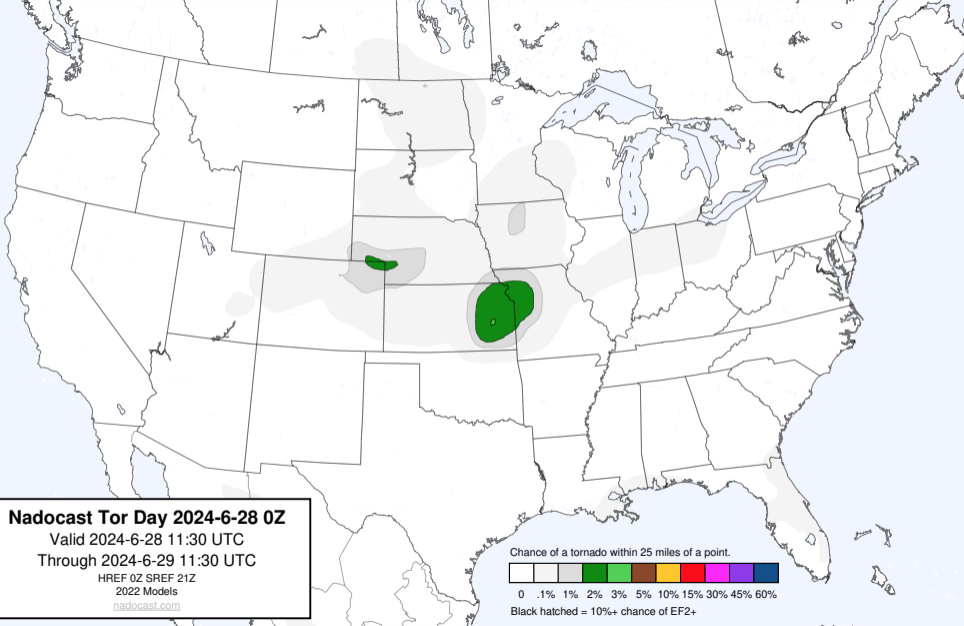 Nadocast Tor Day 2024-6-28 0Z
Valid 2024-6-28 11:30 UTC
Through 2024-6-29 11:30 UTC
HREF 0Z SREF 21Z
2022 Models
nadocast.com
Chance of a tornado within 25 miles of a point.
0 .1% 1% 2% 3% 5% 10% 15% 30% 45% 60%
Black hatched = 10%+ chance of EF2+